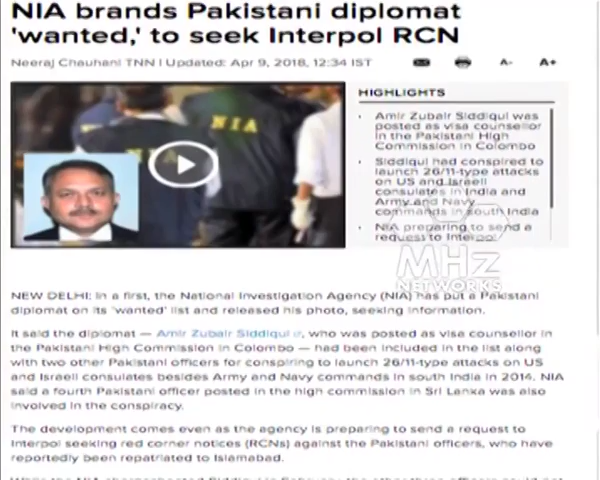 NIA brands Pakistani diplomat
'wanted,' to seek Interpol RCN
Neeraj Chauhan| TNN | Updated: Apr 9, 2018, 12:34 IST
A- A+
HIGHLIGHTS
NIA
Amir Zubair Siddiqui was
posted as visa counsellor
in the Pakistani High
Commission in Colombo
Siddiqui had conspired to
launch 26/11-type attacks
on US and Israeli
consulates in India and
Army and Navy
commands in south India
NIA preparing to send a
request to Interpol
MHz
NETWORKS
NEW DELHI: In a first, the National Investigation Agency (NIA) has put a Pakistani
diplomat on its 'wanted' list and released his photo, seeking information.
It said the diplomat — Amir Zubair Siddiqui, who was posted as visa counsellor in
the Pakistani High Commission in Colombo — had been included in the list along
with two other Pakistani officers for conspiring to launch 26/11-type attacks on US
and Israeli consulates besides Army and Navy commands in south India in 2014. NIA
said a fourth Pakistani officer posted in the high commission in Sri Lanka was also
involved in the conspiracy.
The development comes even as the agency is preparing to send a request to
Interpol seeking red corner notices (RCNs) against the Pakistani officers, who have
reportedly been repatriated to Islamabad.